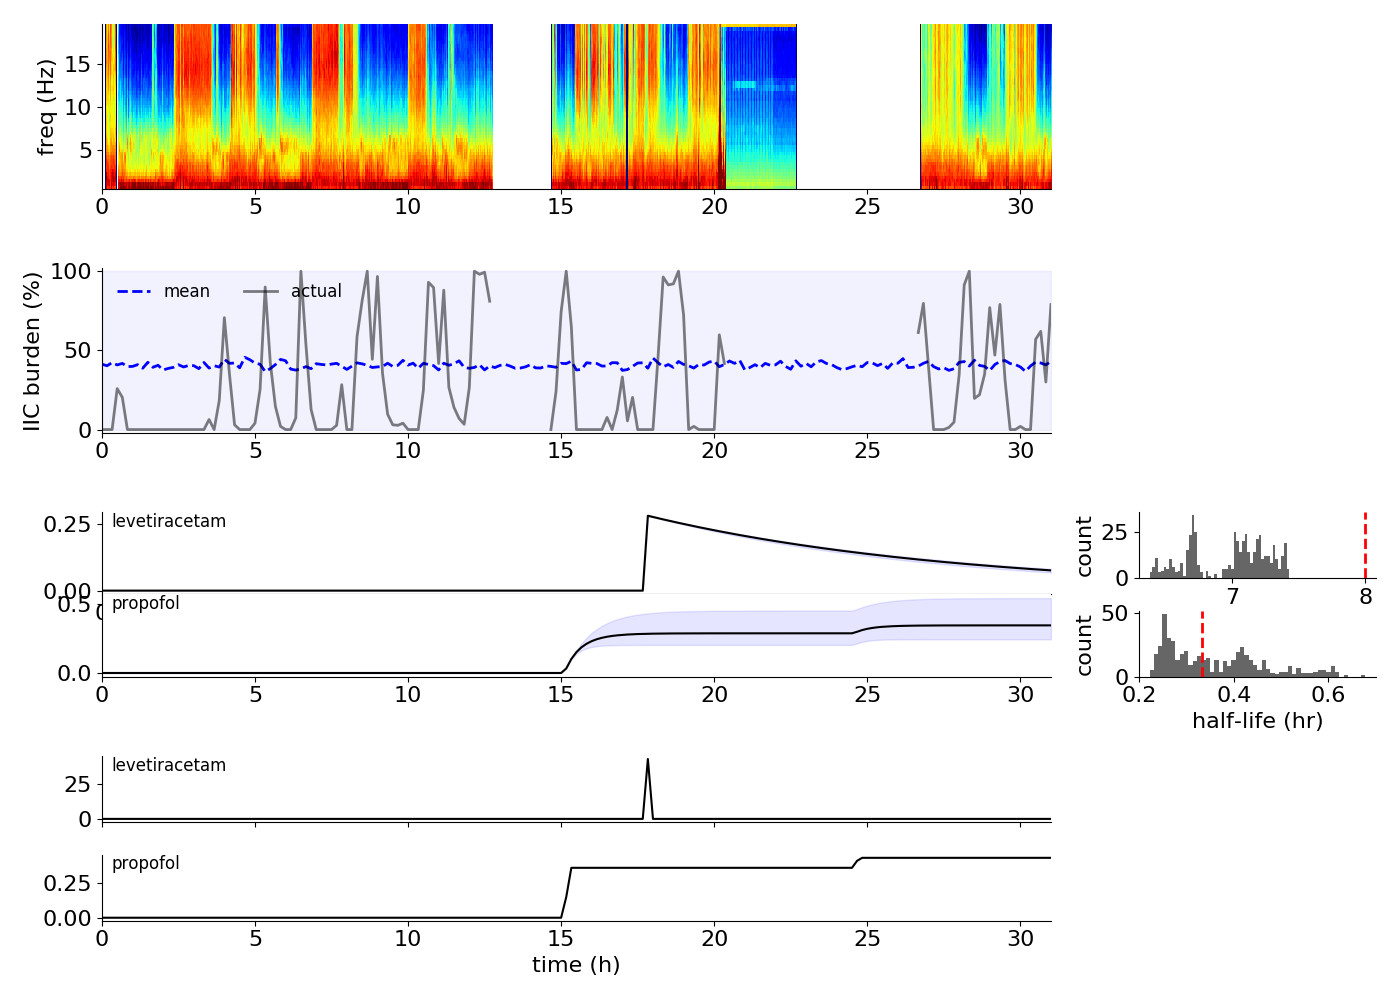 freq (Hz)
15
10
5
0 5 10 15 20 25 30
IIC burden (%)
100
50
0
mean actual
0 5 10 15 20 25 30
levetiracetam
0.25
0.00
count
25
0
7 8
propofol
0.5
0.0
0 5 10 15 20 25 30
count
50
0
0.2 0.4 0.6
half-life (hr)
levetiracetam
25
0
propofol
0.25
0.00
0 5 10 15 20 25 30
time (h)